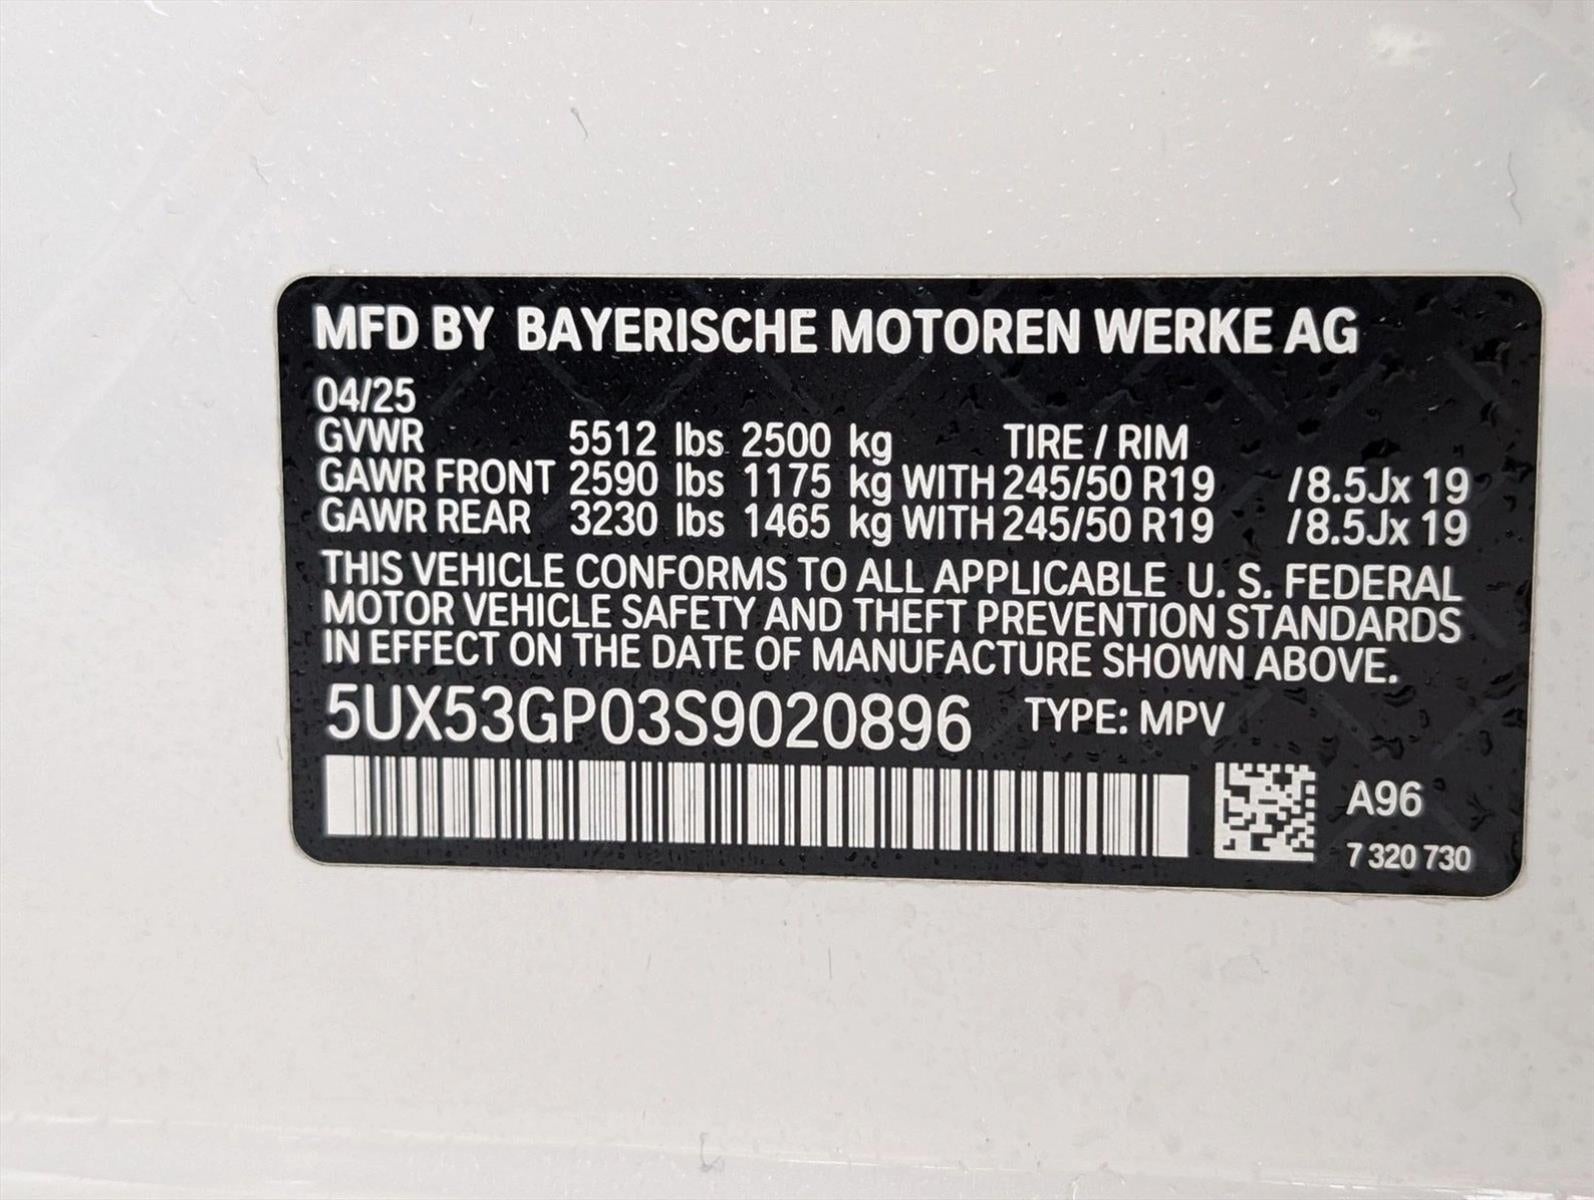 MFD BY BAYERISCHE MOTOREN WERKE AG
04/25
GVWR 5512 lbs 2500 kg TIRE / RIM
GAWR FRONT 2590 lbs 1175 kg WITH 245/50 R19 /8.5Jx 19
GAWR REAR 3230 lbs 1465 kg WITH 245/50 R19 /8.5Jx 19
THIS VEHICLE CONFORMS TO ALL APPLICABLE U. S. FEDERAL
MOTOR VEHICLE SAFETY AND THEFT PREVENTION STANDARDS
IN EFFECT ON THE DATE OF MANUFACTURE SHOWN ABOVE.
5UX53GP03S9020896 TYPE: MPV
A96
7 320 730